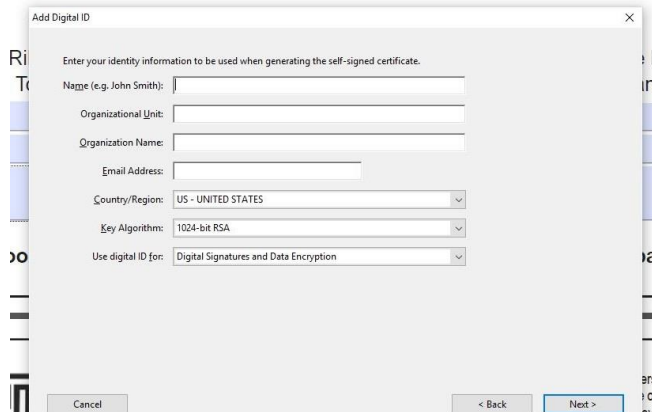 Add Digital ID
Enter your identity information to be used when generating the self-signed certificate.
Name (e.g. John Smith):
Organizational Unit:
Organization Name:
Email Address:
Country/Region: US - UNITED STATES
Key Algorithm: 1024-bit RSA
Use digital ID for: Digital Signatures and Data Encryption
Cancel < Back Next >